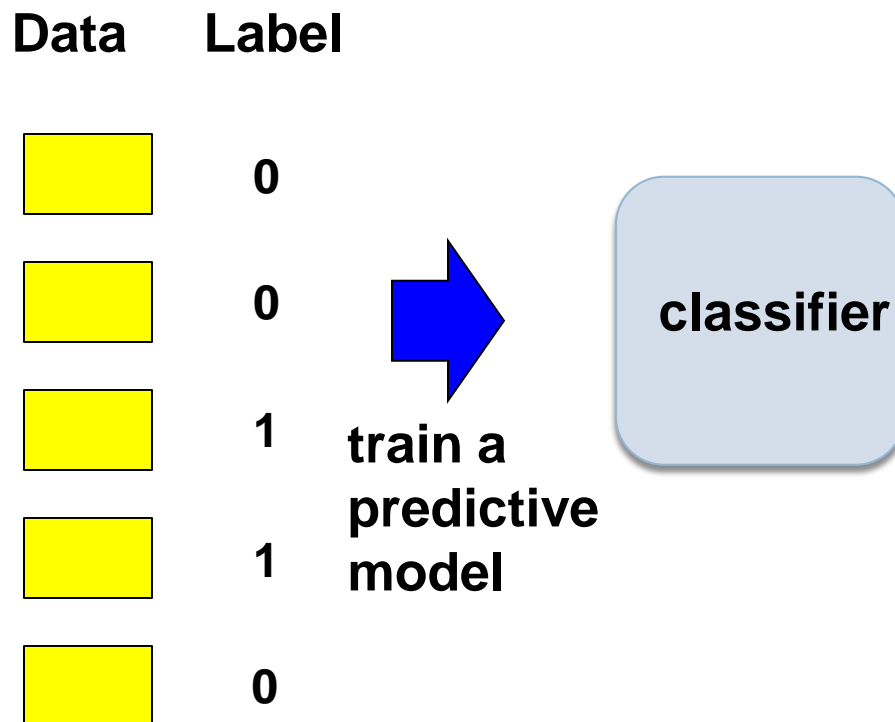 Data Label
0
0
1
1
0
train a
predictive
model
classifier